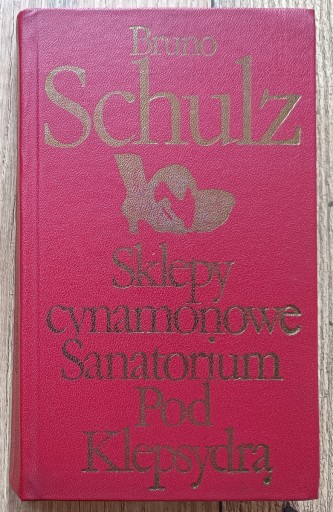 Bruno
Schulz
Sklepy
cynamonowe
Sanatorium
Pod
Klepsydrą